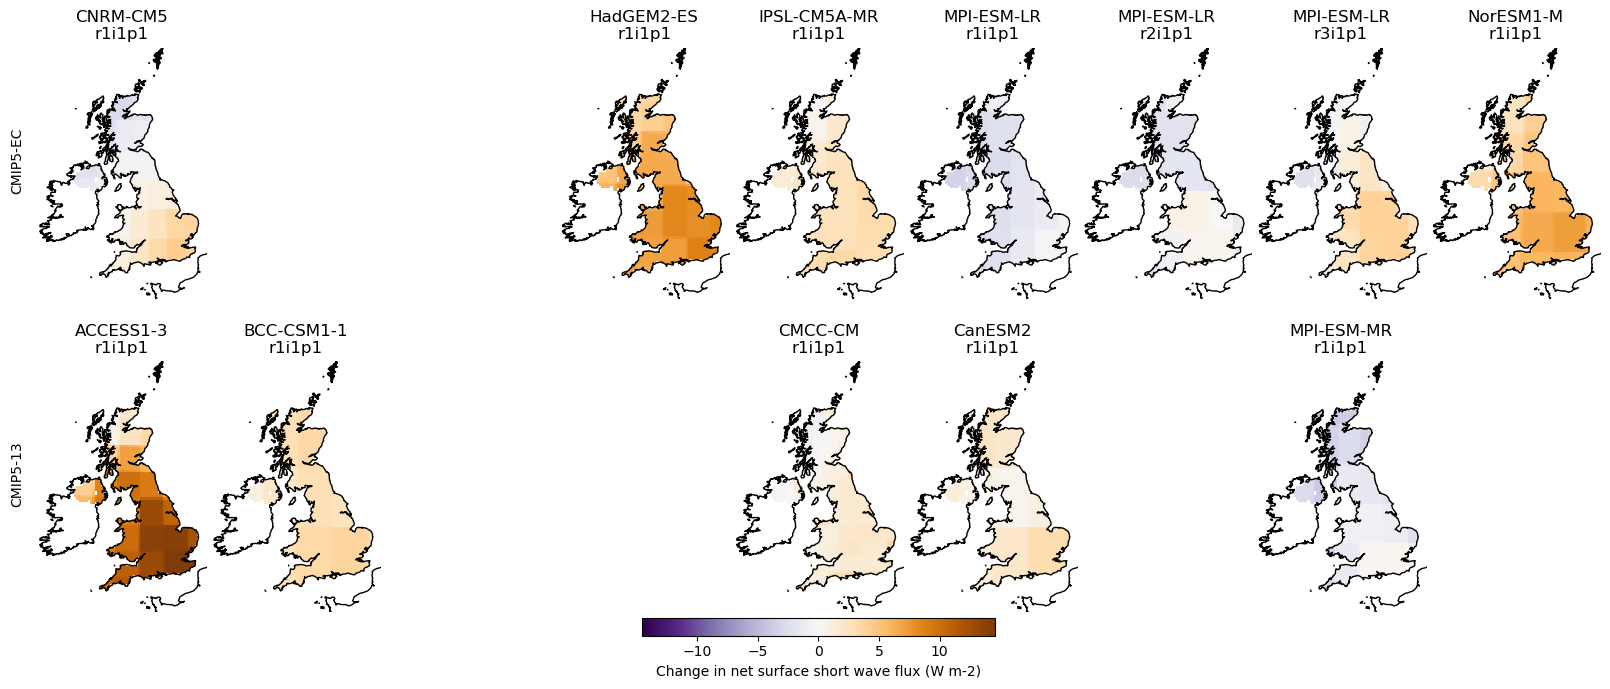 CNRM-CM5
r1i1p1
HadGEM2-ES
r1i1p1
IPSL-CM5A-MR
r1i1p1
MPI-ESM-LR
r1i1p1
MPI-ESM-LR
r2i1p1
MPI-ESM-LR
r3i1p1
NorESM1-M
r1i1p1
CMIP5-EC
ACCESS1-3
r1i1p1
BCC-CSM1-1
r1i1p1
CMCC-CM
r1i1p1
CanESM2
r1i1p1
MPI-ESM-MR
r1i1p1
CMIP5-13
−10 −5 0 5 10
Change in net surface short wave flux (W m-2)